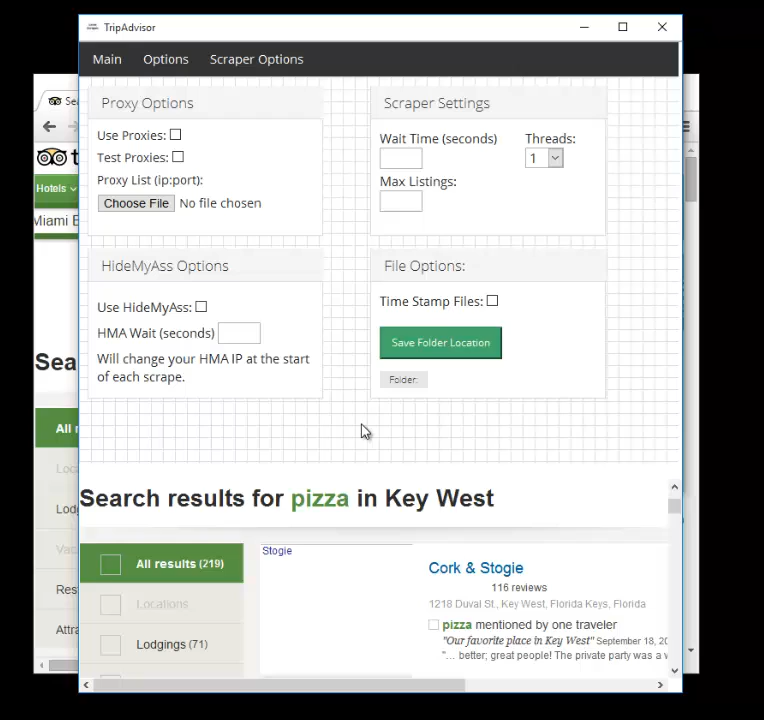 TripAdvisor
Main Options Scraper Options
Proxy Options
Use Proxies:
Test Proxies:
Proxy List (ip:port):
Choose File No file chosen
Scraper Settings
Wait Time (seconds) Threads:
1
Max Listings:
HideMyAss Options
Use HideMyAss:
HMA Wait (seconds)
Will change your HMA IP at the start
of each scrape.
File Options:
Time Stamp Files:
Save Folder Location
Folder:
Search results for pizza in Key West
All results (219)
Locations
Lodgings (71)
Stogie
Cork & Stogie
116 reviews
1218 Duval St., Key West, Florida Keys, Florida
pizza mentioned by one traveler
"Our favorite place in Key West" September 18, 20
"... better; great people! The private party was a
Hotels
Miami